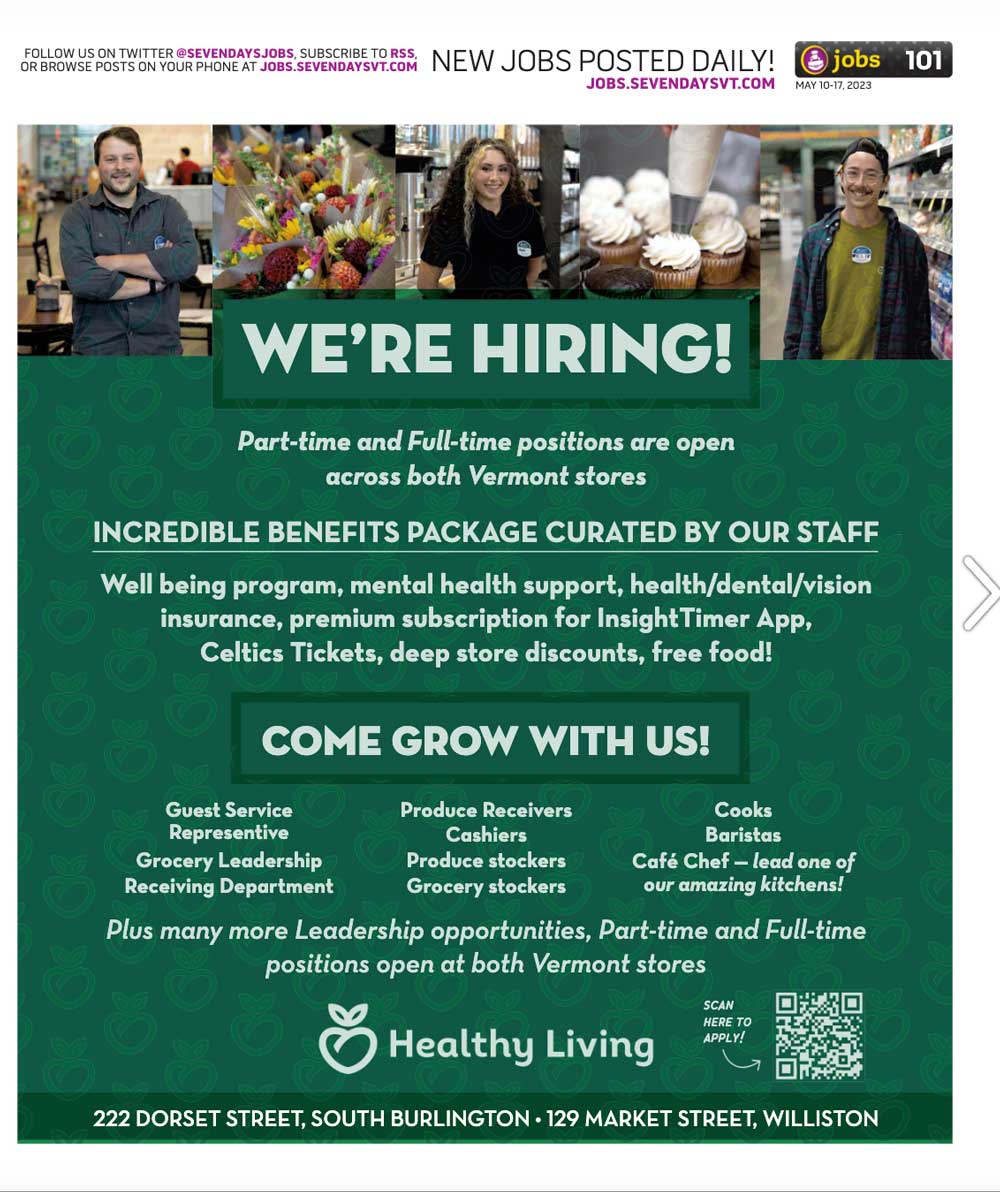 FOLLOW US ON TWITTER @SEVENDAYSJOBS, SUBSCRIBE TO RSS,
OR BROWSE POSTS ON YOUR PHONE AT JOBS.SEVENDAYSVT.COM
NEW JOBS POSTED DAILY!
JOBS.SEVENDAYSVT.COM
jobs 101
MAY 10-17, 2023
WE'RE HIRING!
Part-time and Full-time positions are open
across both Vermont stores
INCREDIBLE BENEFITS PACKAGE CURATED BY OUR STAFF
Well being program, mental health support, health/dental/vision
insurance, premium subscription for InsightTimer App,
Celtics Tickets, deep store discounts, free food!
COME GROW WITH US!
Guest Service
Representive
Grocery Leadership
Receiving Department
Produce Receivers
Cashiers
Produce stockers
Grocery stockers
Cooks
Baristas
Café Chef – lead one of
our amazing kitchens!
Plus many more Leadership opportunities, Part-time and Full-time
positions open at both Vermont stores
Healthy Living
SCAN
HERE TO
APPLY!
222 DORSET STREET, SOUTH BURLINGTON • 129 MARKET STREET, WILLISTON